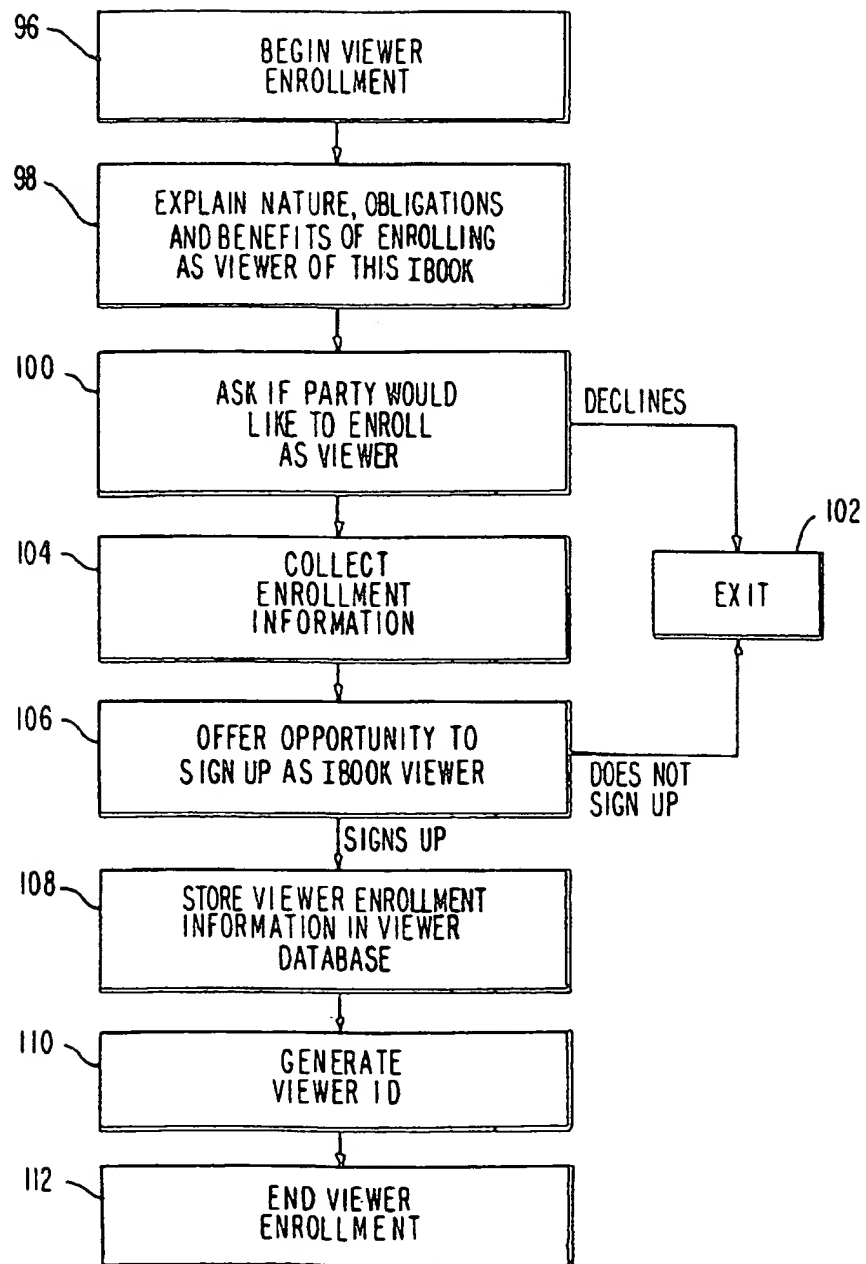 96
BEGIN VIEWER
ENROLLMENT
98
EXPLAIN NATURE, OBLIGATIONS
AND BENEFITS OF ENROLLING
AS VIEWER OF THIS IBOOK
100
ASK IF PARTY WOULD
LIKE TO ENROLL
AS VIEWER
DECLINES
102
EXIT
104
COLLECT
ENROLLMENT
INFORMATION
106
OFFER OPPORTUNITY TO
SIGN UP AS IBOOK VIEWER
DOES NOT
SIGN UP
SIGNS UP
108
STORE VIEWER ENROLLMENT
INFORMATION IN VIEWER
DATABASE
110
GENERATE
VIEWER ID
112
END VIEWER
ENROLLMENT